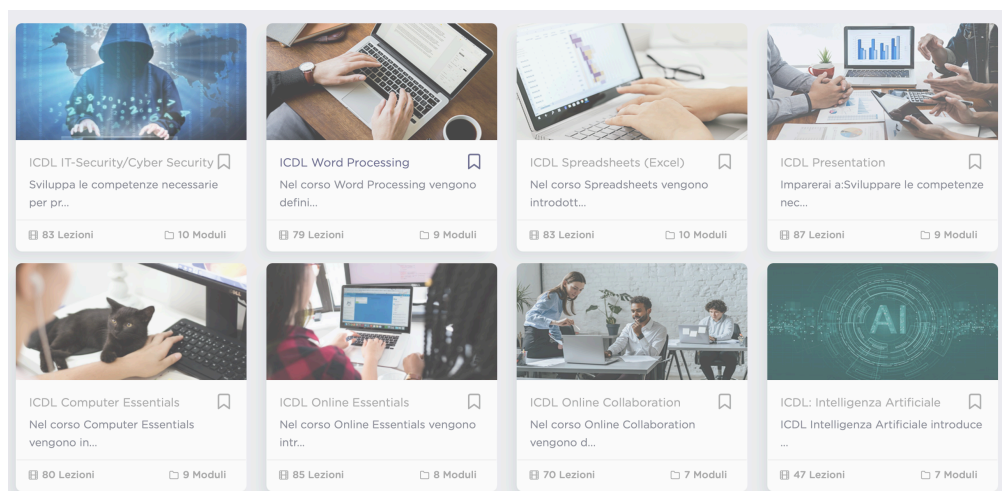 ICDL IT-Security/Cyber Security
Sviluppa le competenze necessarie
per pr...
83 Lezioni
10 Moduli
ICDL Word Processing
Nel corso Word Processing vengono
defini...
79 Lezioni
9 Moduli
ICDL Spreadsheets (Excel)
Nel corso Spreadsheets vengono
introdott...
83 Lezioni
10 Moduli
ICDL Presentation
Imparerai a:Sviluppare le competenze
nec...
87 Lezioni
9 Moduli
ICDL Computer Essentials
Nel corso Computer Essentials
vengono in...
80 Lezioni
9 Moduli
ICDL Online Essentials
Nel corso Online Essentials vengono
intr...
85 Lezioni
8 Moduli
ICDL Online Collaboration
Nel corso Online Collaboration
vengono d...
70 Lezioni
7 Moduli
AI
ICDL: Intelligenza Artificiale
ICDL Intelligenza Artificiale introduce
...
47 Lezioni
7 Moduli